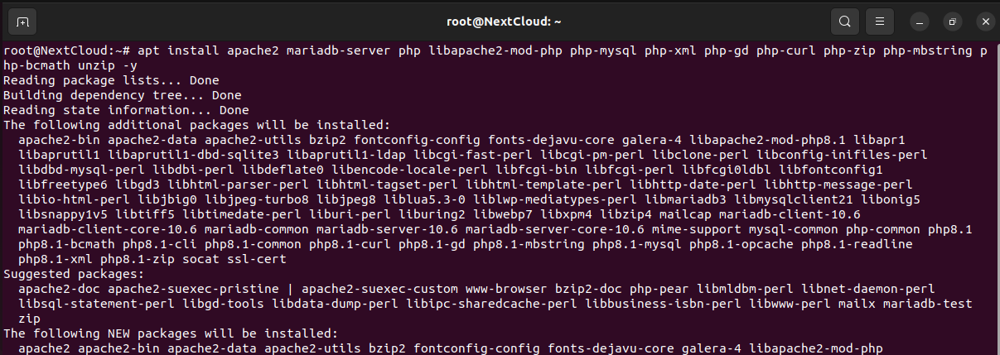 root@NextCloud: ~
root@NextCloud:~# apt install apache2 mariadb-server php libapache2-mod-php php-mysql php-xml php-gd php-curl php-zip php-mbstring p
hp-bcmath unzip -y
Reading package lists... Done
Building dependency tree... Done
Reading state information... Done
The following additional packages will be installed:
  apache2-bin apache2-data apache2-utils bzip2 fontconfig-config fonts-dejavu-core galera-4 libapache2-mod-php8.1 libapr1
  libaprutil1 libaprutil1-dbd-sqlite3 libaprutil1-ldap libcgi-fast-perl libcgi-pm-perl libclone-perl libconfig-inifiles-perl
  libdbd-mysql-perl libdbi-perl libdeflate0 libencode-locale-perl libfcgi-bin libfcgi-perl libfcgi0ldbl libfontconfig1
  libfreetype6 libgd3 libhtml-parser-perl libhtml-tagset-perl libhtml-template-perl libhttp-date-perl libhttp-message-perl
  libio-html-perl libjbig0 libjpeg-turbo8 libjpeg8 liblua5.3-0 liblwp-mediatypes-perl libmariadb3 libmysqlclient21 libonig5
  libsnappy1v5 libtiff5 libtimedate-perl liburi-perl liburing2 libwebp7 libxpm4 libzip4 mailcap mariadb-client-10.6
  mariadb-client-core-10.6 mariadb-common mariadb-server-10.6 mariadb-server-core-10.6 mime-support mysql-common php-common php8.1
  php8.1-bcmath php8.1-cli php8.1-common php8.1-curl php8.1-gd php8.1-mbstring php8.1-mysql php8.1-opcache php8.1-readline
  php8.1-xml php8.1-zip socat ssl-cert
Suggested packages:
  apache2-doc apache2-suexec-pristine | apache2-suexec-custom www-browser bzip2-doc php-pear libmldbm-perl libnet-daemon-perl
  libsql-statement-perl libgd-tools libdata-dump-perl libipc-sharedcache-perl libbusiness-isbn-perl libwww-perl mailx mariadb-test
  zip
The following NEW packages will be installed:
  apache2 apache2-bin apache2-data apache2-utils bzip2 fontconfig-config fonts-dejavu-core galera-4 libapache2-mod-php